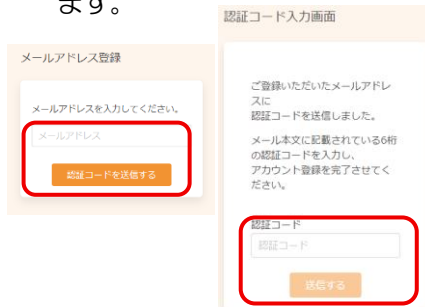 ます。
メールアドレス登録
メールアドレスを入力してください。
メールアドレス
認証コードを送信する
認証コード入力画面
ご登録いただいたメールアドレ
スに
認証コードを送信しました。
メール本文に記載されている6桁
の認証コードを入力し、
アカウント登録を完了させてく
ださい。
認証コード
認証コード
送信する